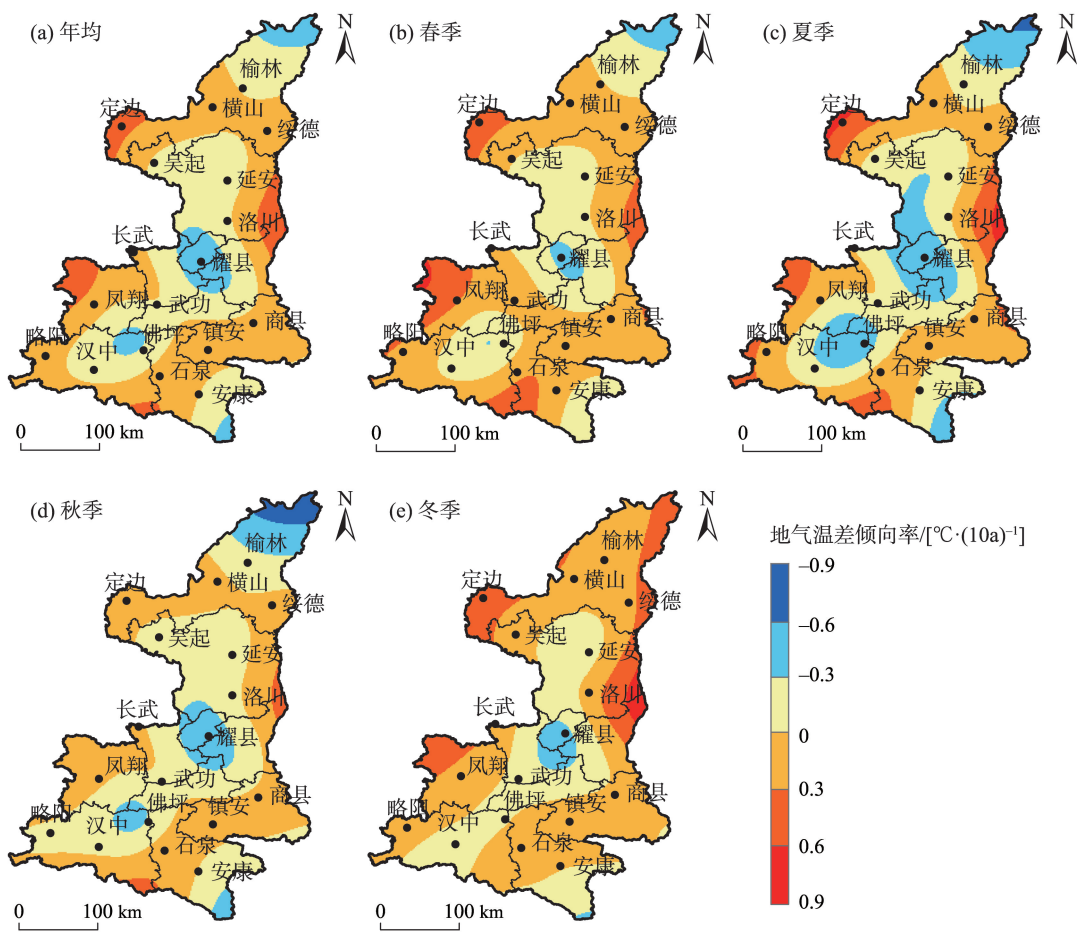 (a) 年均
N
榆林
横山
定边
绥德
吴起
延安
洛川
长武
耀县
凤翔
武功
商县
略阳
佛坪
镇安
汉中
石泉
安康
0 100 km
(b) 春季
N
榆林
定边
横山
绥德
吴起
延安
洛川
长武
耀县
凤翔
武功
商县
略阳
佛坪
镇安
汉中
石泉
安康
0 100 km
(c) 夏季
N
榆林
定边
横山
绥德
吴起
延安
洛川
长武
耀县
凤翔
武功
商县
略阳
佛坪
镇安
汉中
石泉
安康
0 100 km
(d) 秋季
N
榆林
定边
横山
绥德
吴起
延安
洛川
长武
耀县
凤翔
武功
商县
略阳
佛坪
镇安
汉中
石泉
安康
0 100 km
(e) 冬季
N
榆林
定边
横山
绥德
吴起
延安
洛川
长武
耀县
凤翔
武功
商县
略阳
佛坪
镇安
汉中
石泉
安康
0 100 km
地气温差倾向率/[℃·(10a)⁻¹]
–0.9
–0.6
–0.3
0
0.3
0.6
0.9